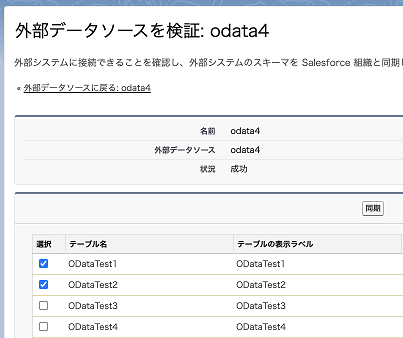 外部データソースを検証: odata4
外部システムに接続できることを確認し、外部システムのスキーマを Salesforce 組織と同期し
« 外部データソースに戻る: odata4
名前 odata4
外部データソース odata4
状況 成功
同期
選択 テーブル名 テーブルの表示ラベル
ODataTest1 ODataTest1
ODataTest2 ODataTest2
ODataTest3 ODataTest3
ODataTest4 ODataTest4